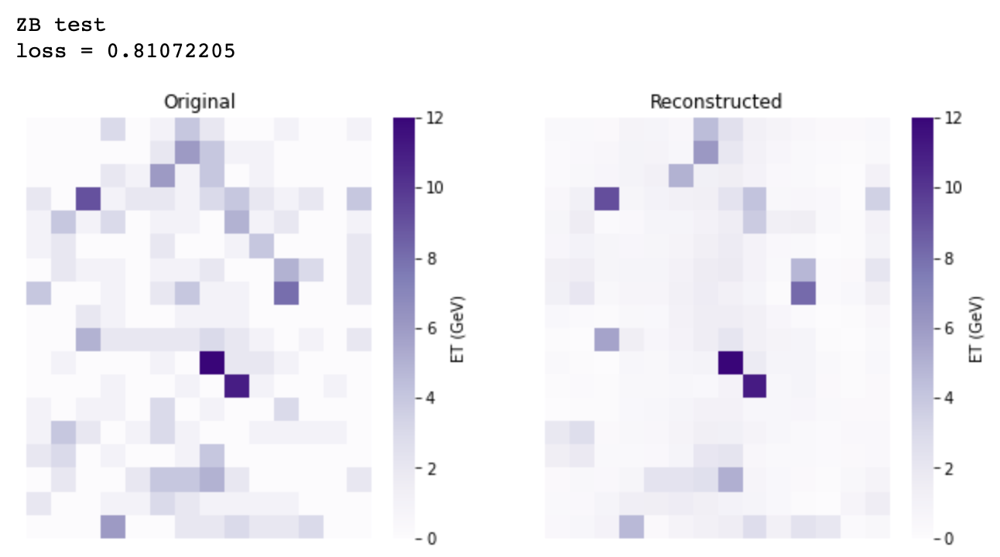 ZB test
loss = 0.81072205
Original
Reconstructed
12
10
8
6
4
2
0
ET (GeV)
12
10
8
6
4
2
0
ET (GeV)